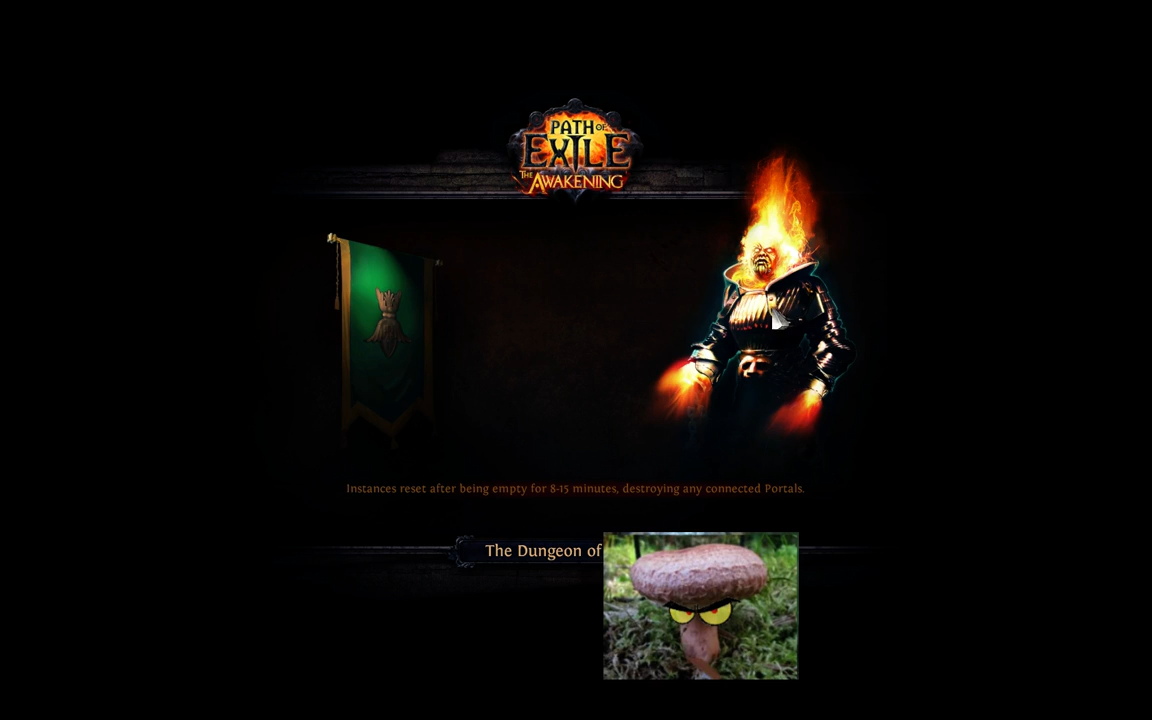 PATH OF
EXILE
THE AWAKENING
Instances reset after being empty for 8-15 minutes, destroying any connected Portals.
The Dungeon of